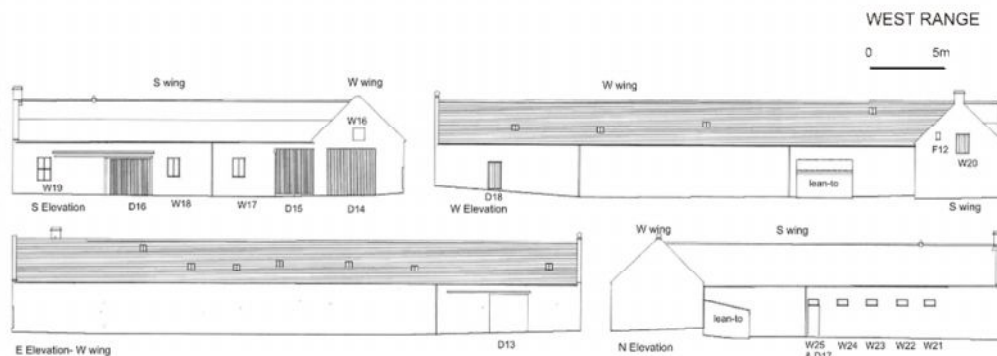 WEST RANGE
0 5m
S wing
W wing
W16
W19
D16
W18
W17
D15
D14
S Elevation
W wing
F12
W20
D18
lean-to
W Elevation
S wing
D13
E Elevation- W wing
W wing
S wing
lean-to
W25
& D17
W24
W23
W22
W21
N Elevation